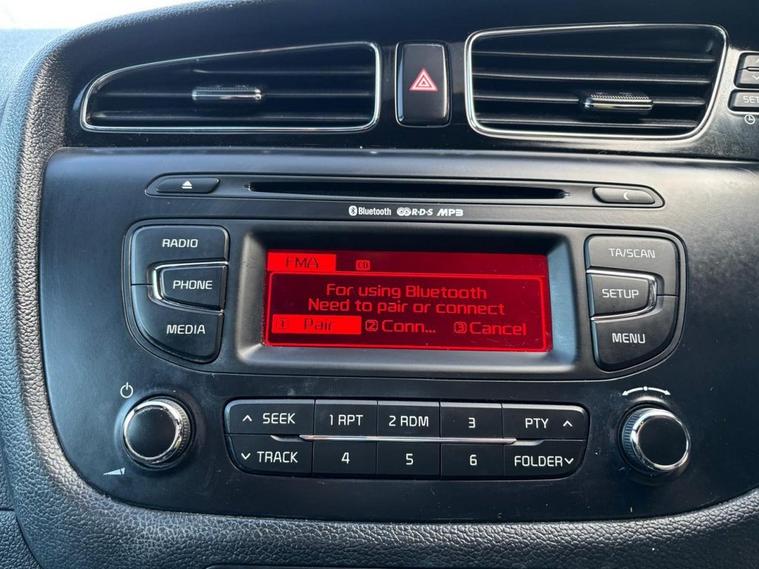 SET
Bluetooth R·D·S MP3
RADIO
TA/SCAN
PHONE
SETUP
MEDIA
MENU
FMA
For using Bluetooth
Need to pair or connect
1 Pair 2 Conn... 3 Cancel
SEEK 1 RPT 2 RDM 3 PTY
TRACK 4 5 6 FOLDER